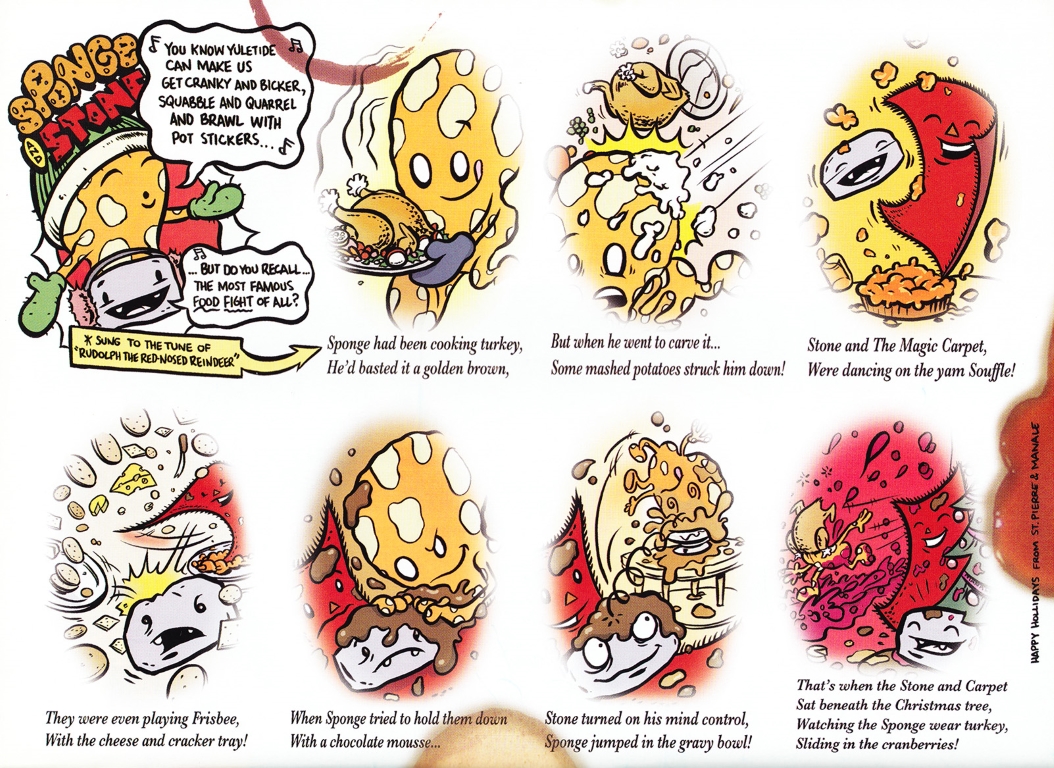 SPONGE
AND
STONE
YOU KNOW YULETIDE
CAN MAKE US
GET CRANKY AND BICKER,
SQUABBLE AND QUARREL
AND BRAWL WITH
POT STICKERS...
...BUT DO YOU RECALL...
THE MOST FAMOUS
FOOD FIGHT OF ALL?
* SUNG TO THE TUNE OF
"RUDOLPH THE RED-NOSED REINDEER"
Sponge had been cooking turkey,
He'd basted it a golden brown,
But when he went to carve it...
Some mashed potatoes struck him down!
Stone and The Magic Carpet,
Were dancing on the yam Souffle!
They were even playing Frisbee,
With the cheese and cracker tray!
When Sponge tried to hold them down
With a chocolate mousse...
Stone turned on his mind control,
Sponge jumped in the gravy bowl!
That's when the Stone and Carpet
Sat beneath the Christmas tree,
Watching the Sponge wear turkey,
Sliding in the cranberries!
HAPPY HOLLIDAYS FROM ST. PIERRE & MANALE